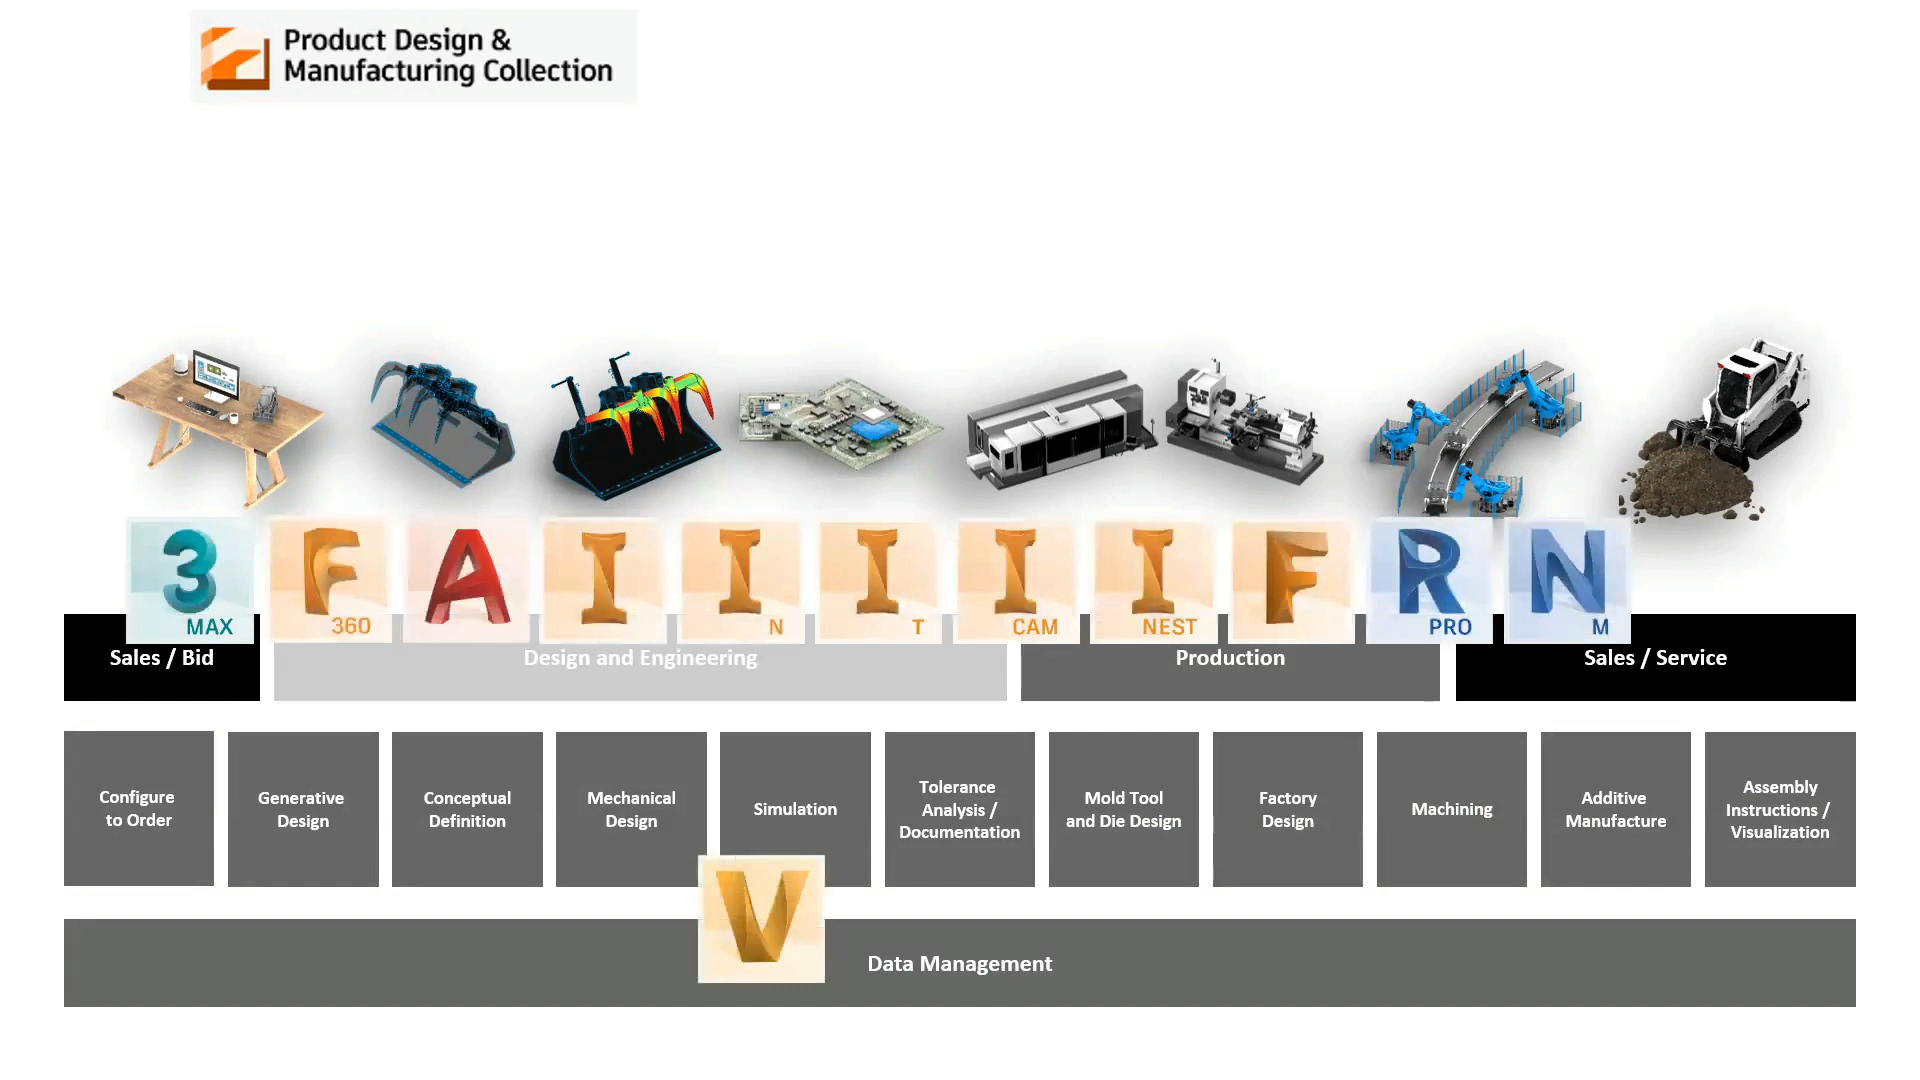 Product Design &
Manufacturing Collection
3
MAX
F
360
A
I
I
N
I
T
I
CAM
I
NEST
F
R
PRO
N
M
Sales / Bid
Design and Engineering
Production
Sales / Service
Configure
to Order
Generative
Design
Conceptual
Definition
Mechanical
Design
Simulation
Tolerance
Analysis /
Documentation
Mold Tool
and Die Design
Factory
Design
Machining
Additive
Manufacture
Assembly
Instructions /
Visualization
V
Data Management